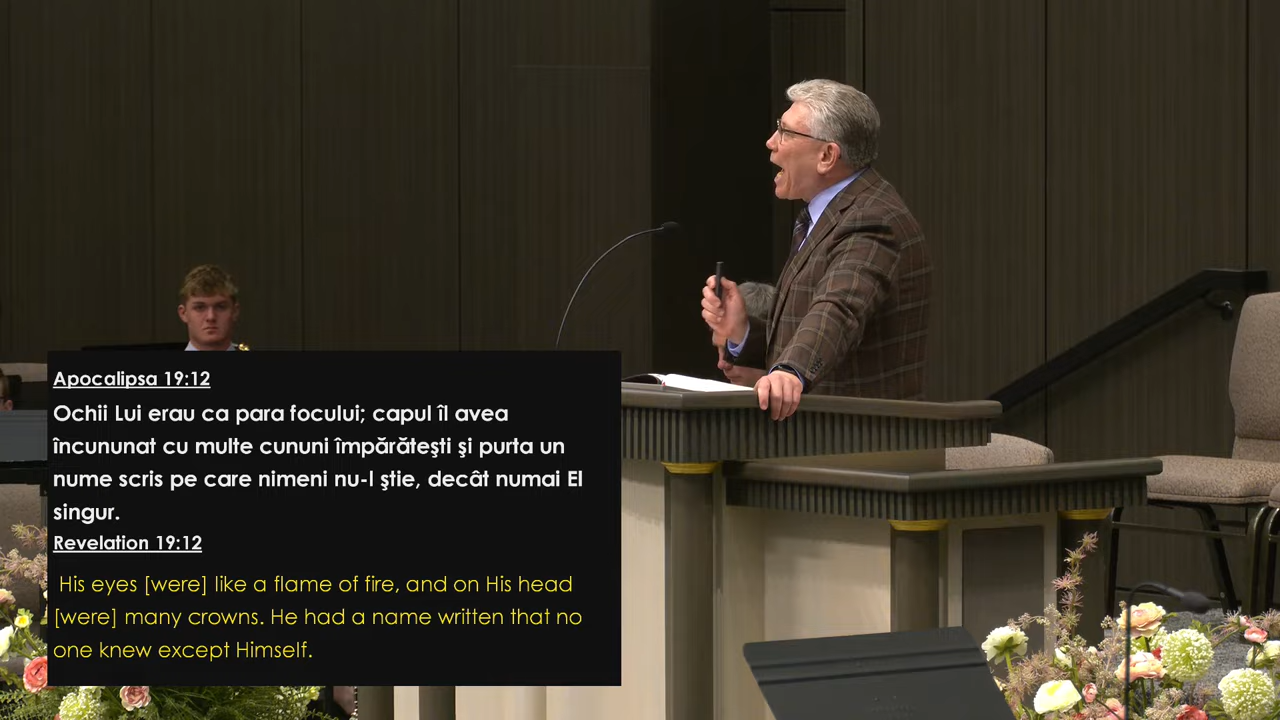 Apocalipsa 19:12
Ochii Lui erau ca para focului; capul îl avea
încununat cu multe cununi împărăteşti şi purta un
nume scris pe care nimeni nu-l ştie, decât numai El
singur.
Revelation 19:12
His eyes [were] like a flame of fire, and on His head
[were] many crowns. He had a name written that no
one knew except Himself.